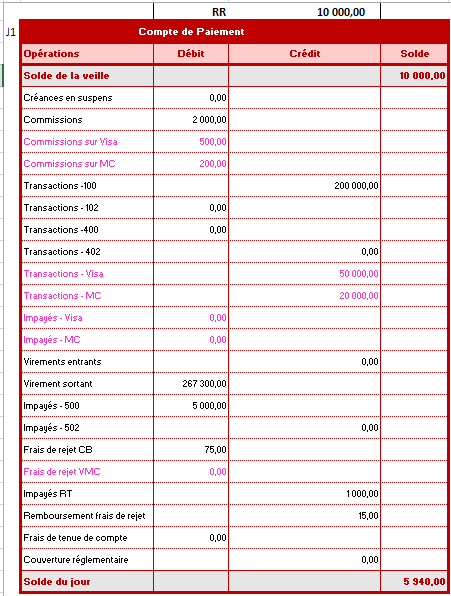 RR 10 000,00
J1 Compte de Paiement
Opérations Débit Crédit Solde
Solde de la veille 10 000,00
Créances en suspens 0,00
Commissions 2 000,00
Commissions sur Visa 500,00
Commissions sur MC 200,00
Transactions -100 200 000,00
Transactions - 102 0,00
Transactions -400 0,00
Transactions - 402 0,00
Transactions - Visa 50 000,00
Transactions - MC 20 000,00
Impayés - Visa 0,00
Impayés - MC 0,00
Virements entrants 0,00
Virement sortant 267 300,00
Impayés - 500 5 000,00
Impayés - 502 0,00
Frais de rejet CB 75,00
Frais de rejet VMC 0,00
Impayés RT 1 000,00
Remboursement frais de rejet 15,00
Frais de tenue de compte 0,00
Couverture réglementaire 0,00
Solde du jour 5 940,00